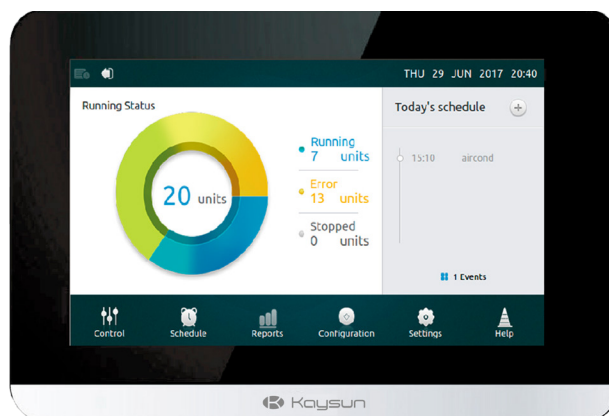 THU 29 JUN 2017 20:40
Running Status
20 units
Running
7 units
Error
13 units
Stopped
0 units
Today's schedule
15:10 aircond
1 Events
Control
Schedule
Reports
Configuration
Settings
Help
Kaysun